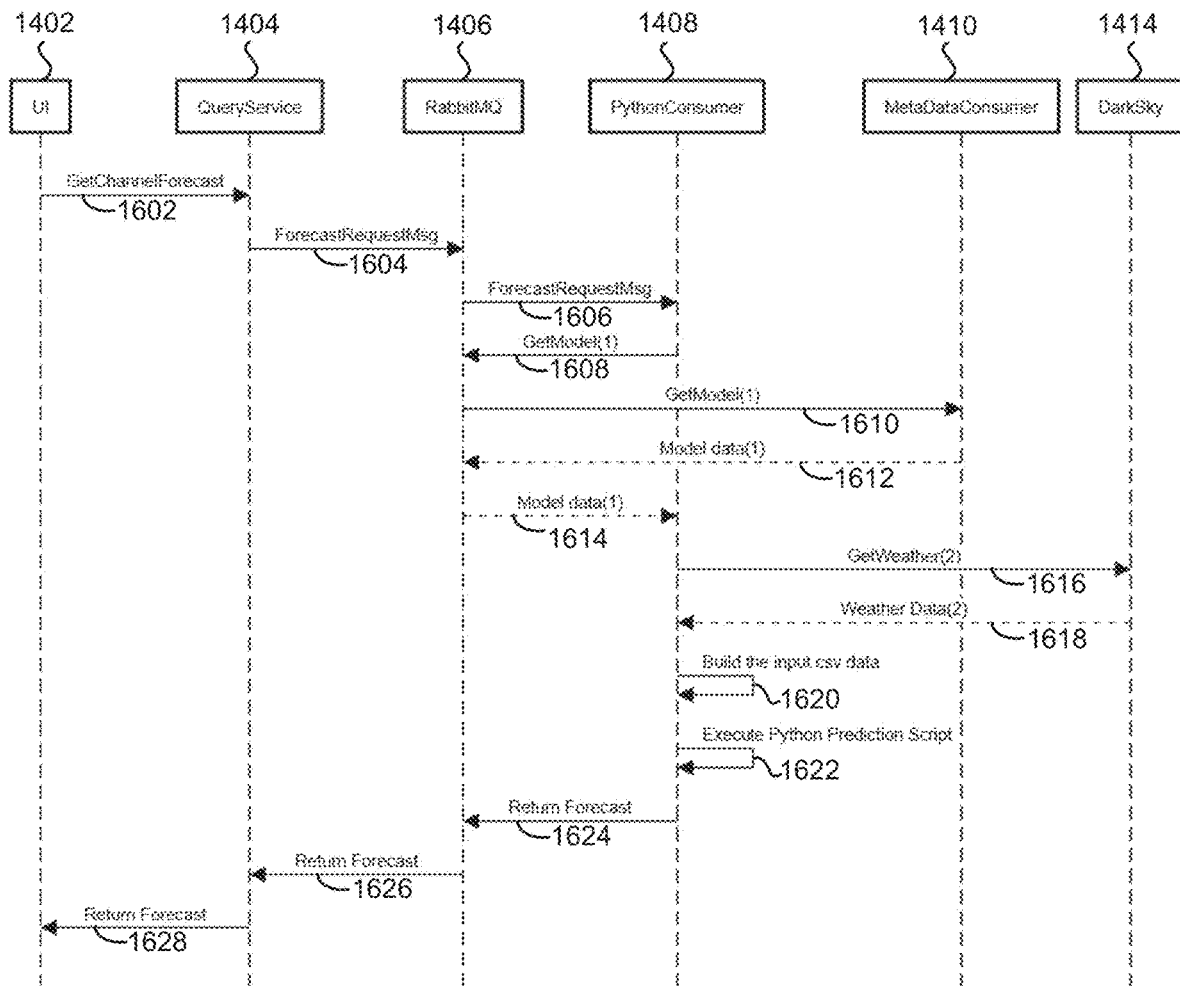 1402 1404 1406 1408 1410 1414
UI QueryService RabbitMQ PythonConsumer MetaDataConsumer DarkSky
GetChannelForecast
1602
ForecastRequestMsg
1604
ForecastRequestMsg
1606
GetModel(1)
1608
GetModel(1)
1610
Model data(1)
1612
Model data(1)
1614
GetWeather(2)
1616
Weather Data(2)
1618
Build the input csv data
1620
Execute Python Prediction Script
1622
Return Forecast
1624
Return Forecast
1626
Return Forecast
1628